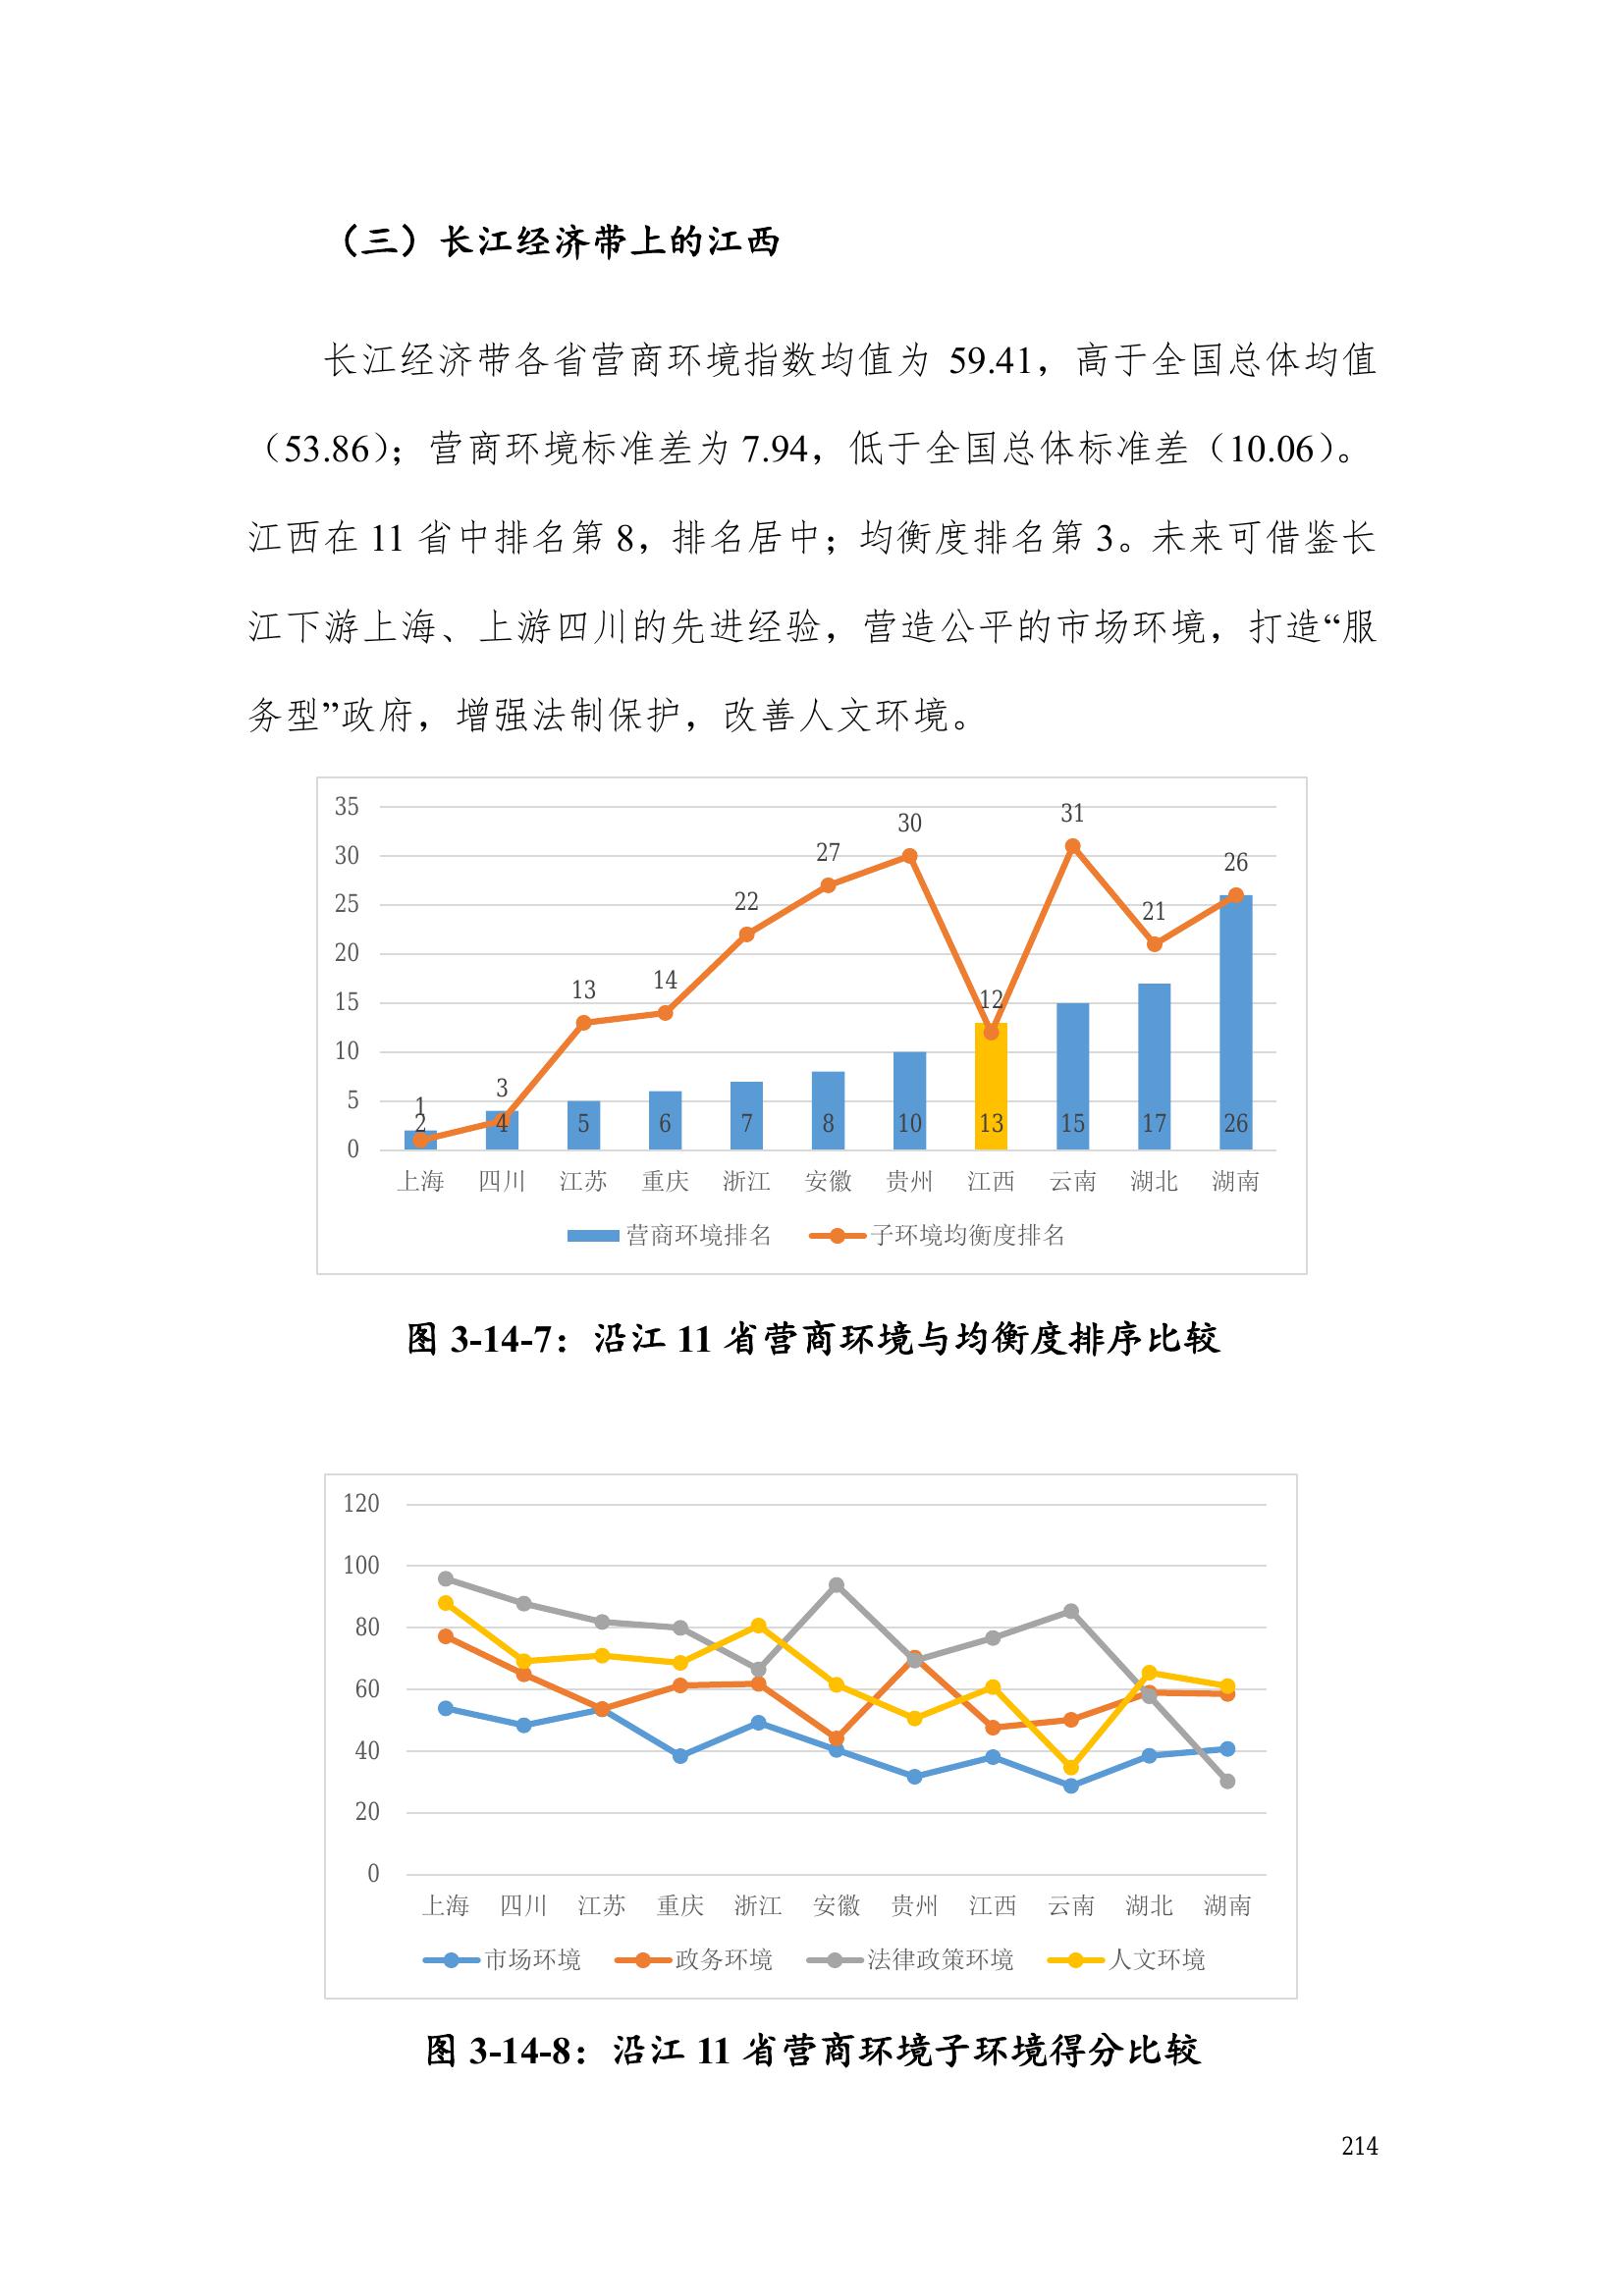 （三）长江经济带上的江西
长江经济带各省营商环境指数均值为 59.41，高于全国总体均值
（53.86）；营商环境标准差为 7.94，低于全国总体标准差（10.06）。
江西在 11 省中排名第 8，排名居中；均衡度排名第 3。未来可借鉴长
江下游上海、上游四川的先进经验，营造公平的市场环境，打造“服
务型”政府，增强法制保护，改善人文环境。
35
30
25
20
15
10
5
0
1 3 13 14 22 27 30 12 31 21 26
2 4 5 6 7 8 10 13 15 17 26
上海 四川 江苏 重庆 浙江 安徽 贵州 江西 云南 湖北 湖南
营商环境排名 子环境均衡度排名
图 3-14-7：沿江 11 省营商环境与均衡度排序比较
120
100
80
60
40
20
0
上海 四川 江苏 重庆 浙江 安徽 贵州 江西 云南 湖北 湖南
市场环境 政务环境 法律政策环境 人文环境
图 3-14-8：沿江 11 省营商环境子环境得分比较
214